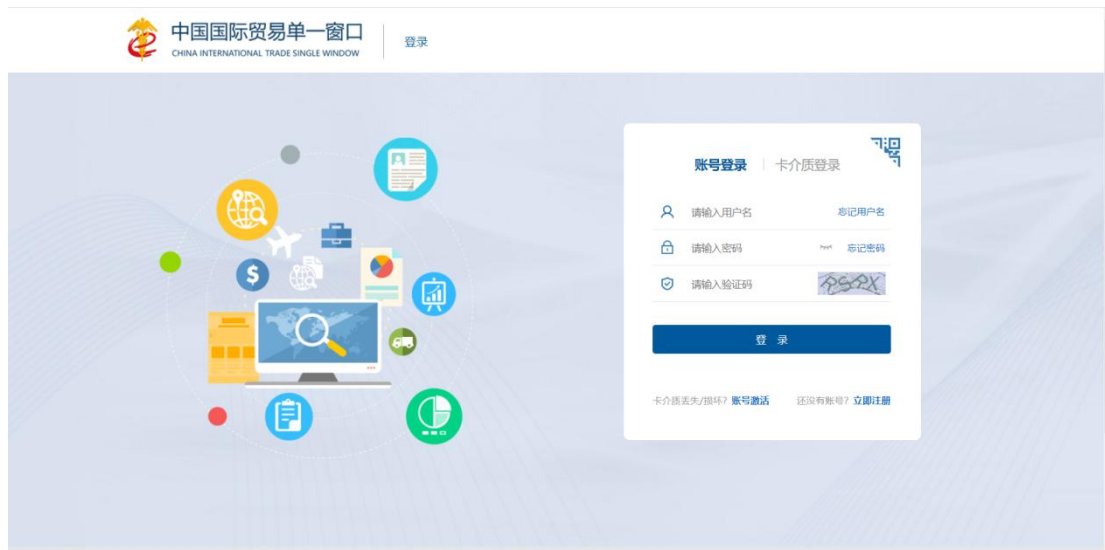 中国国际贸易单一窗口
CHINA INTERNATIONAL TRADE SINGLE WINDOW
登录
账号登录
卡介质登录
请输入用户名
忘记用户名
请输入密码
忘记密码
请输入验证码
登 录
卡介质丢失/损坏? 账号激活
还没有账号? 立即注册